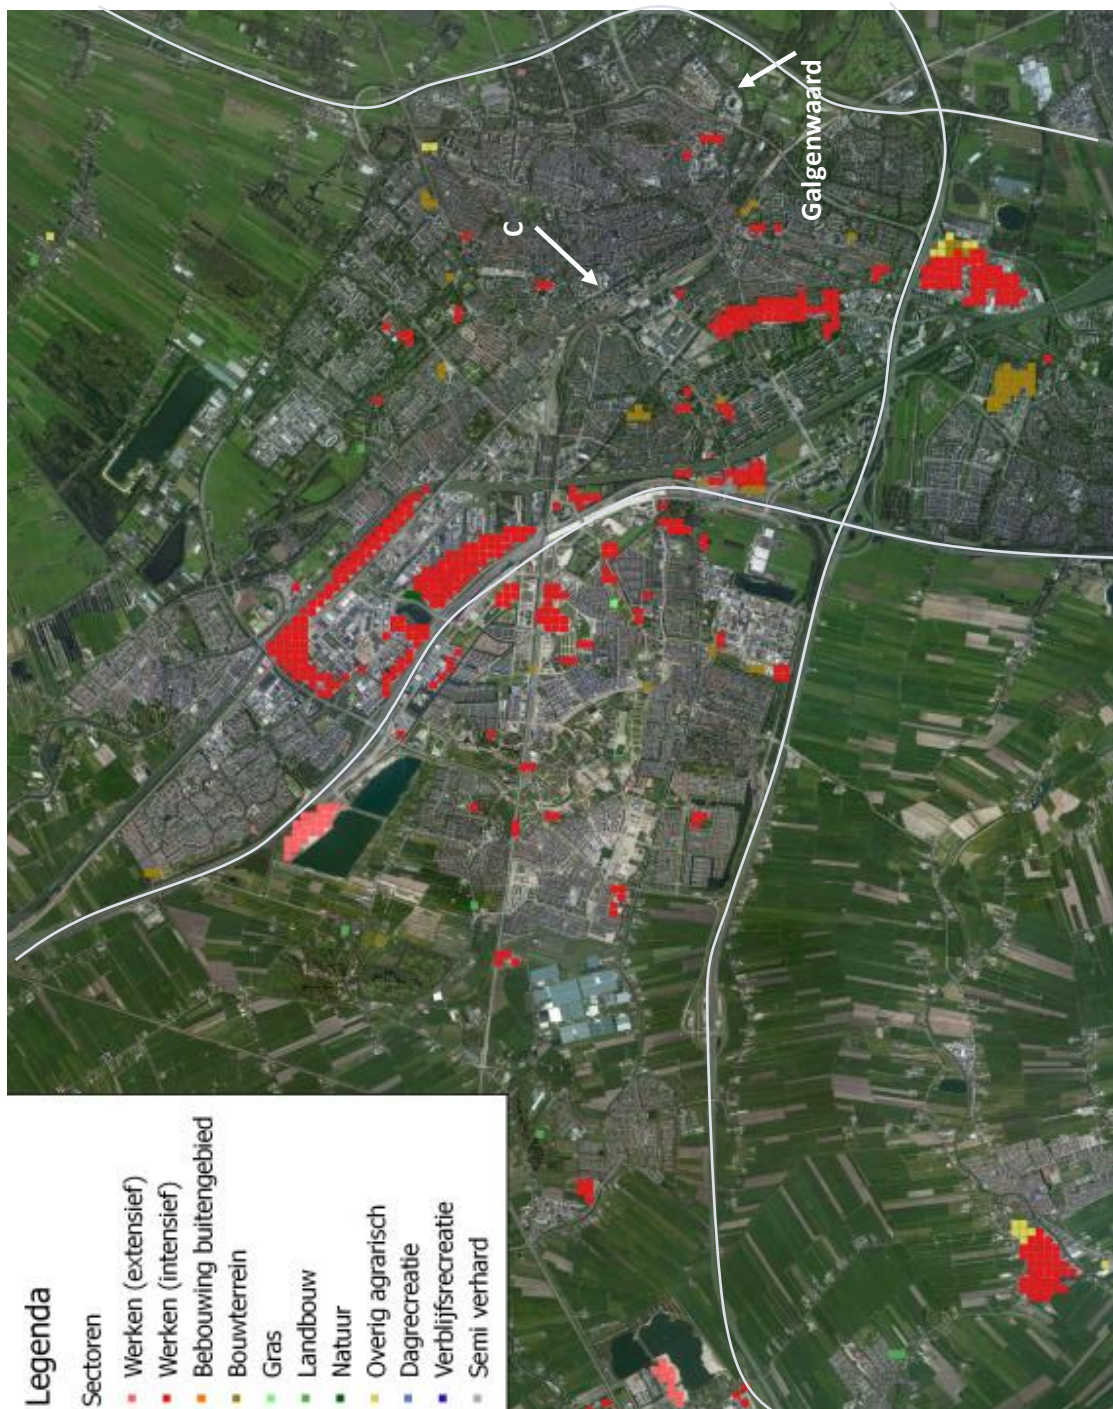 Legenda
Sectoren
Werken (extensief)
Werken (intensief)
Bebouwing buitengebied
Bouwterrein
Gras
Landbouw
Natuur
Overig agrarisch
Dagrecreatie
Verblijfsrecreatie
Semi verhard
C
Galgenwaard